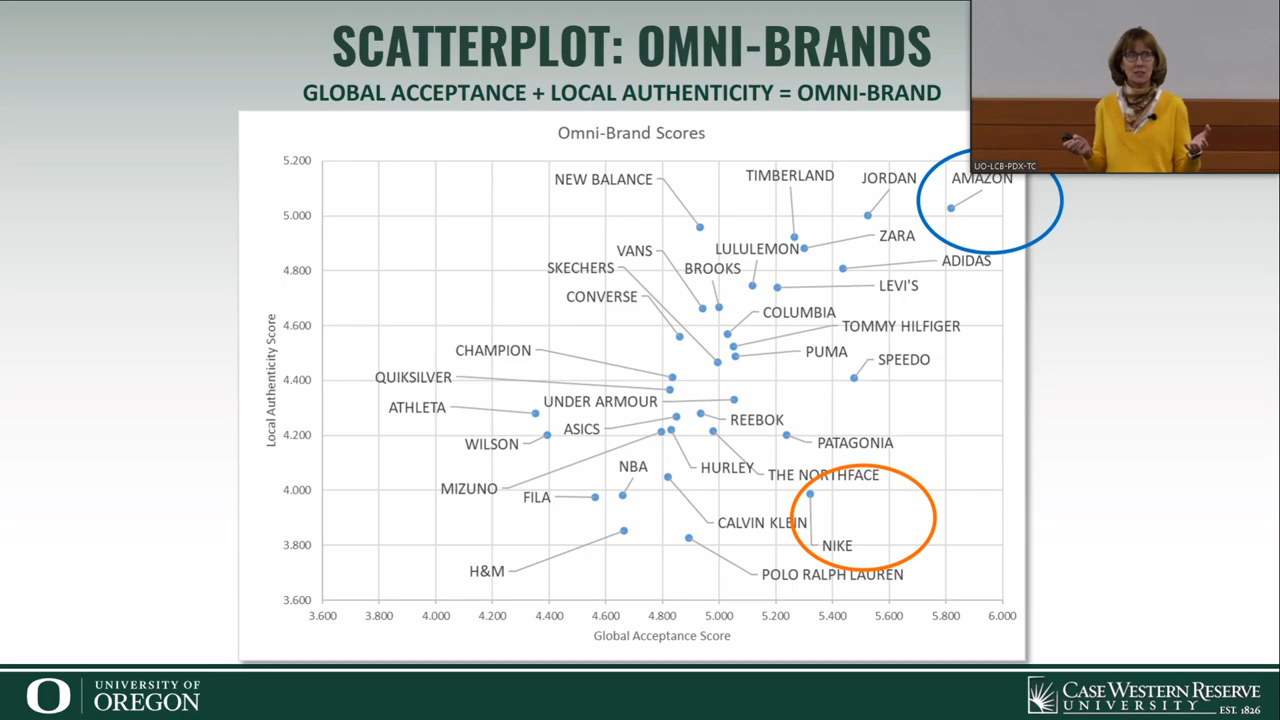 SCATTERPLOT: OMNI-BRANDS
GLOBAL ACCEPTANCE + LOCAL AUTHENTICITY = OMNI-BRAND
UO-LCB-PDX-TC
Omni-Brand Scores
5.200
5.000
4.800
4.600
4.400
4.200
4.000
3.800
3.600
Local Authenticity Score
NEW BALANCE
TIMBERLAND
JORDAN
AMAZON
ZARA
VANS
LULULEMON
ADIDAS
SKECHERS
BROOKS
LEVI'S
CONVERSE
COLUMBIA
TOMMY HILFIGER
CHAMPION
PUMA
SPEEDO
QUIKSILVER
ATHLETA
UNDER ARMOUR
REEBOK
ASICS
WILSON
PATAGONIA
NBA
HURLEY
THE NORTHFACE
MIZUNO
FILA
CALVIN KLEIN
NIKE
H&M
POLO RALPH LAUREN
3.600 3.800 4.000 4.200 4.400 4.600 4.800 5.000 5.200 5.400 5.600 5.800 6.000
Global Acceptance Score
O
UNIVERSITY OF
OREGON
CASE WESTERN RESERVE
UNIVERSITY
EST. 1826